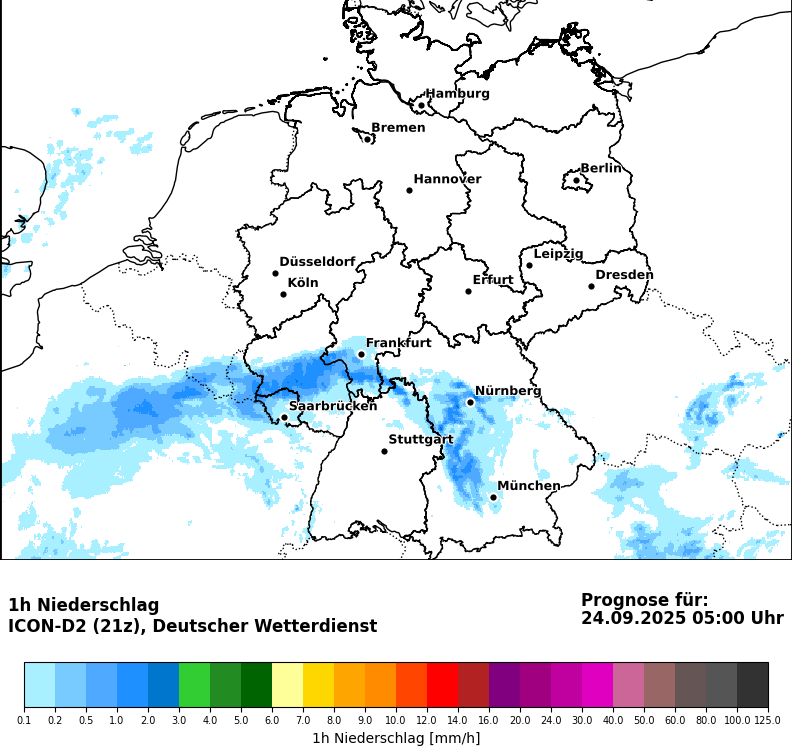 Hamburg
Bremen
Berlin
Hannover
Leipzig
Düsseldorf
Dresden
Köln
Erfurt
Frankfurt
Nürnberg
Saarbrücken
Stuttgart
München
1h Niederschlag
ICON-D2 (21z), Deutscher Wetterdienst
Prognose für:
24.09.2025 05:00 Uhr
0.1 0.2 0.5 1.0 2.0 3.0 4.0 5.0 6.0 7.0 8.0 9.0 10.0 12.0 14.0 16.0 20.0 24.0 30.0 40.0 50.0 60.0 80.0 100.0 125.0
1h Niederschlag [mm/h]